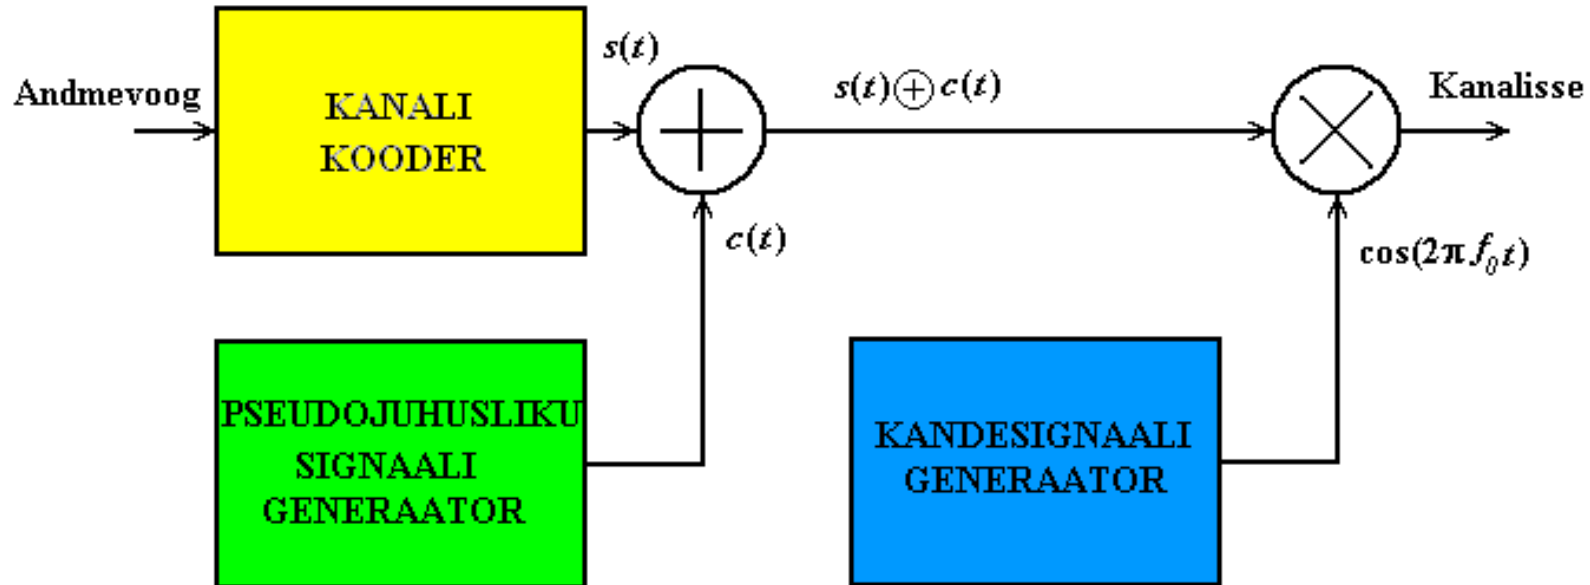 Andmevoog
KANALI
KOODER
s(t)
s(t)⊕c(t)
Kanalisse
c(t)
cos(2πf₀t)
PSEUDOJUHUSLIKU
SIGNAALI
GENERAATOR
KANDESIGNAALI
GENERAATOR